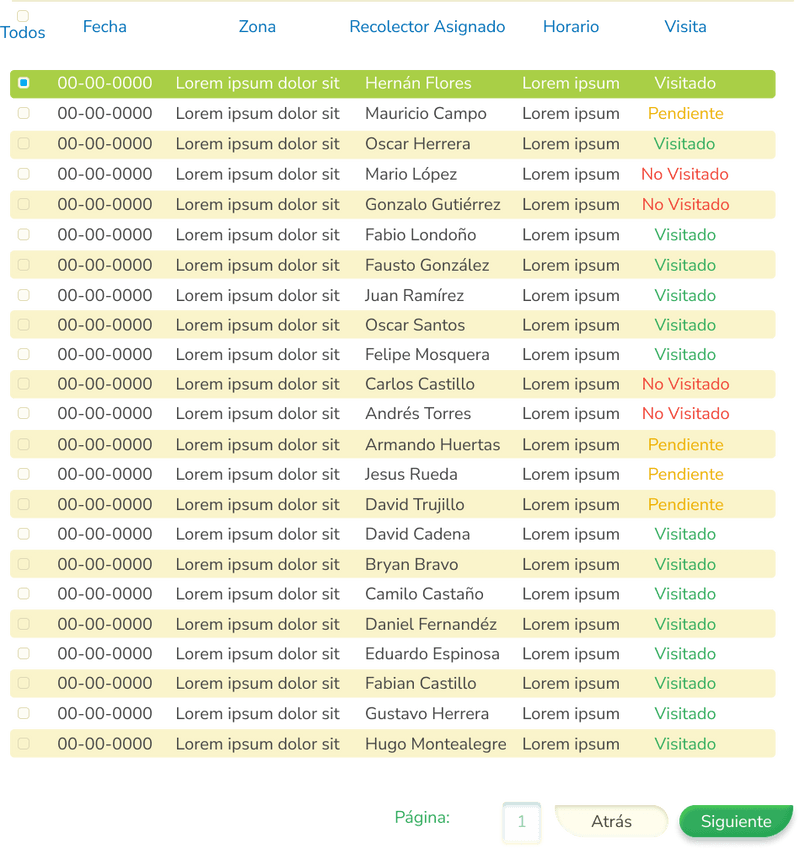 Todos Fecha Zona Recolector Asignado Horario Visita
00-00-0000 Lorem ipsum dolor sit Hernán Flores Lorem ipsum Visitado
00-00-0000 Lorem ipsum dolor sit Mauricio Campo Lorem ipsum Pendiente
00-00-0000 Lorem ipsum dolor sit Oscar Herrera Lorem ipsum Visitado
00-00-0000 Lorem ipsum dolor sit Mario López Lorem ipsum No Visitado
00-00-0000 Lorem ipsum dolor sit Gonzalo Gutiérrez Lorem ipsum No Visitado
00-00-0000 Lorem ipsum dolor sit Fabio Londoño Lorem ipsum Visitado
00-00-0000 Lorem ipsum dolor sit Fausto González Lorem ipsum Visitado
00-00-0000 Lorem ipsum dolor sit Juan Ramírez Lorem ipsum Visitado
00-00-0000 Lorem ipsum dolor sit Oscar Santos Lorem ipsum Visitado
00-00-0000 Lorem ipsum dolor sit Felipe Mosquera Lorem ipsum Visitado
00-00-0000 Lorem ipsum dolor sit Carlos Castillo Lorem ipsum No Visitado
00-00-0000 Lorem ipsum dolor sit Andrés Torres Lorem ipsum No Visitado
00-00-0000 Lorem ipsum dolor sit Armando Huertas Lorem ipsum Pendiente
00-00-0000 Lorem ipsum dolor sit Jesus Rueda Lorem ipsum Pendiente
00-00-0000 Lorem ipsum dolor sit David Trujillo Lorem ipsum Pendiente
00-00-0000 Lorem ipsum dolor sit David Cadena Lorem ipsum Visitado
00-00-0000 Lorem ipsum dolor sit Bryan Bravo Lorem ipsum Visitado
00-00-0000 Lorem ipsum dolor sit Camilo Castaño Lorem ipsum Visitado
00-00-0000 Lorem ipsum dolor sit Daniel Fernandéz Lorem ipsum Visitado
00-00-0000 Lorem ipsum dolor sit Eduardo Espinosa Lorem ipsum Visitado
00-00-0000 Lorem ipsum dolor sit Fabian Castillo Lorem ipsum Visitado
00-00-0000 Lorem ipsum dolor sit Gustavo Herrera Lorem ipsum Visitado
00-00-0000 Lorem ipsum dolor sit Hugo Montealegre Lorem ipsum Visitado
Página: 1 Atrás Siguiente